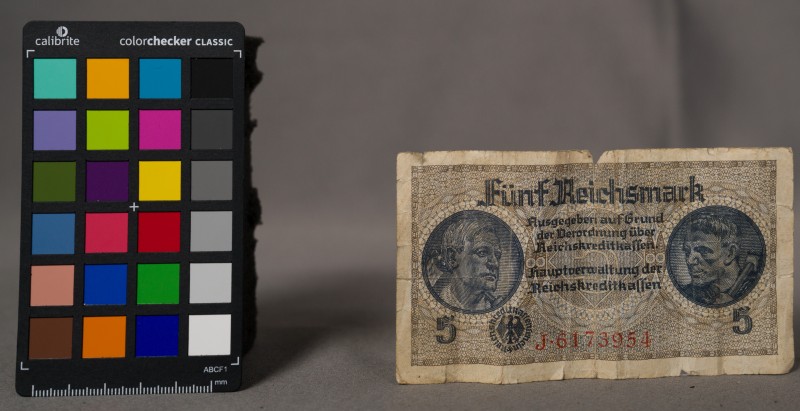 calibrite
colorchecker CLASSIC
ABCF1
mm
Fünf Reichsmark
Ausgegeben auf Grund
der Verordnung über
Reichskreditkassen.
Hauptverwaltung der
Reichskreditkassen
5
5
J·6173954